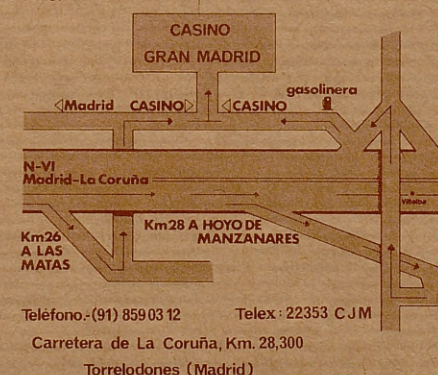 CASINO
GRAN MADRID
gasolinera
Madrid CASINO CASINO
N-VI
Madrid-La Coruña
Villalba
Km28 A HOYO DE
MANZANARES
Km26
A LAS
MATAS
Teléfono.-(91) 859 03 12 Telex: 22353 CJM
Carretera de La Coruña, Km. 28,300
Torrelodones (Madrid)